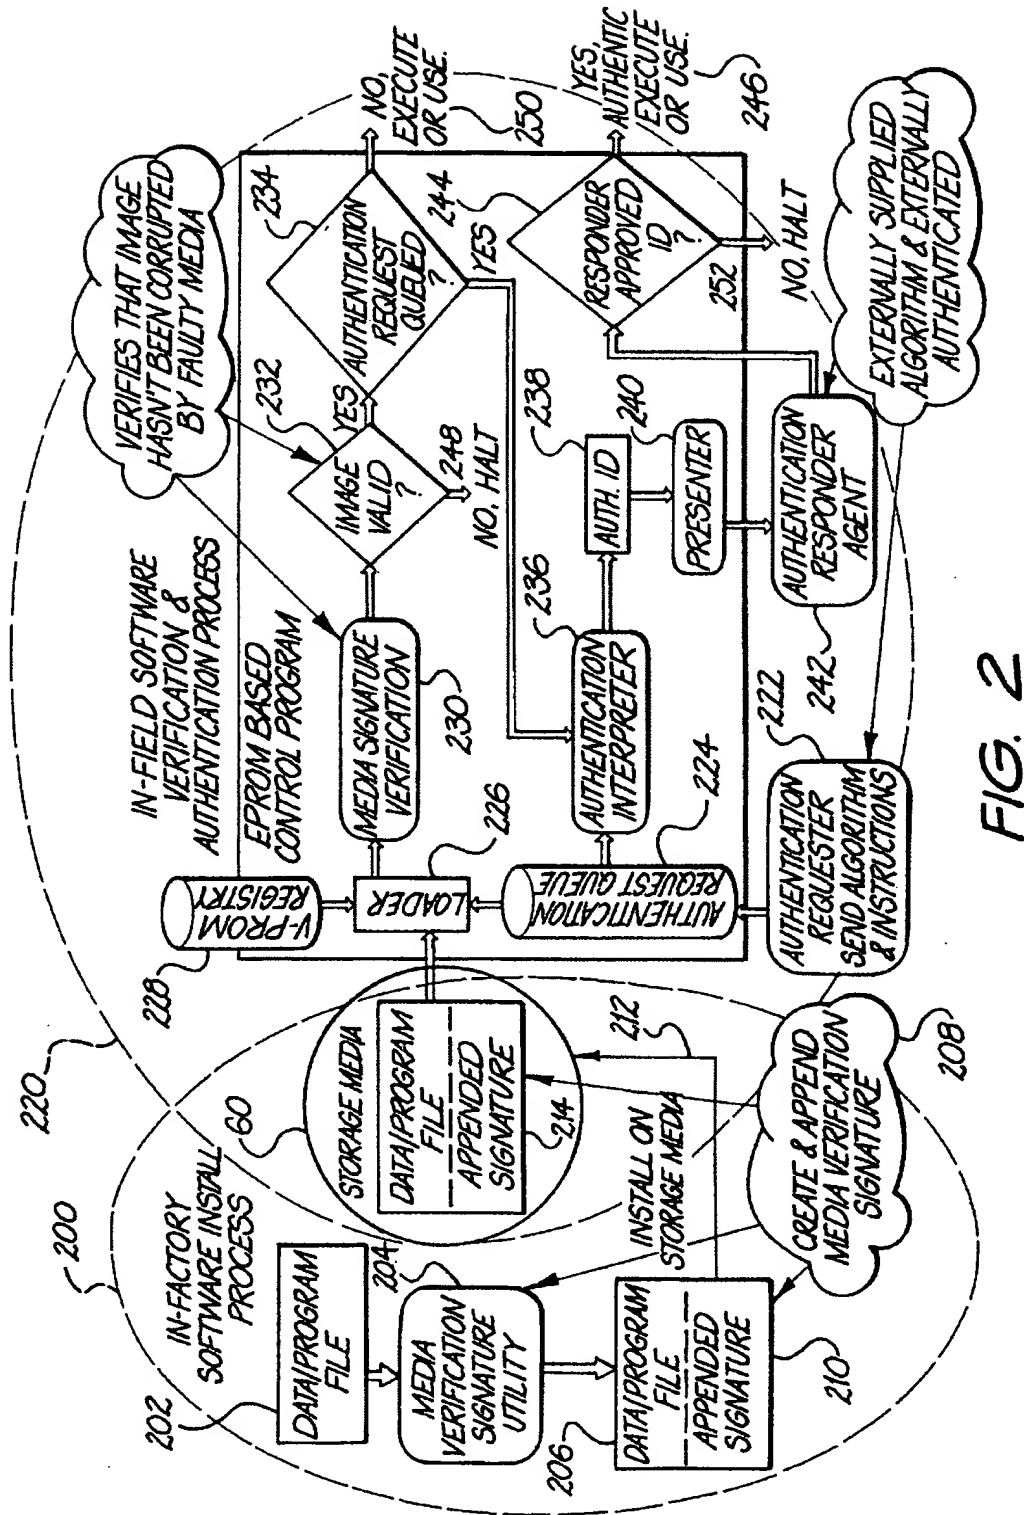 200
IN-FACTORY
SOFTWARE INSTALL
PROCESS
202
DATA/PROGRAM
FILE
204
MEDIA
VERIFICATION
SIGNATURE
UTILITY
206
DATA/PROGRAM
FILE
APPENDED
SIGNATURE
210
INSTALL ON
STORAGE MEDIA
212
CREATE & APPEND
MEDIA VERIFICATION
SIGNATURE
208
60
STORAGE MEDIA
DATA/PROGRAM
FILE
APPENDED
SIGNATURE
214
220
IN-FIELD SOFTWARE
VERIFICATION &
AUTHENTICATION PROCESS
EPROM BASED
CONTROL PROGRAM
228
V-PROM
REGISTRY
LOADER
226
AUTHENTICATION
REQUEST QUEUE
224
AUTHENTICATION
REQUESTER
SEND ALGORITHM
& INSTRUCTIONS
222
MEDIA SIGNATURE
VERIFICATION
230
VERIFIES THAT IMAGE
HASN'T BEEN CORRUPTED
BY FAULTY MEDIA
IMAGE
VALID
?
232
YES
248
NO, HALT
AUTHENTICATION
REQUEST
QUEUED
?
234
YES
NO,
EXECUTE
OR USE.
250
AUTHENTICATION
INTERPRETER
236
AUTH. ID
238
PRESENTER
240
AUTHENTICATION
RESPONDER
AGENT
242
RESPONDER
APPROVED
ID
?
244
YES,
AUTHENTIC
EXECUTE
OR USE.
246
252
NO, HALT
EXTERNALLY SUPPLIED
ALGORITHM & EXTERNALLY
AUTHENTICATED
FIG. 2